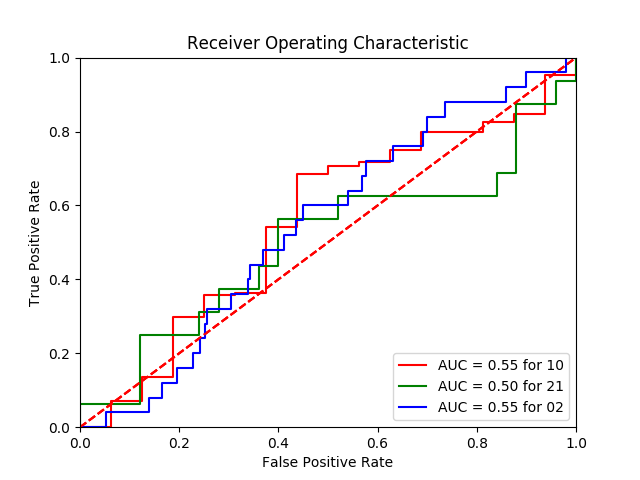 Receiver Operating Characteristic
True Positive Rate
1.0
0.8
0.6
0.4
0.2
0.0
AUC = 0.55 for 10
AUC = 0.50 for 21
AUC = 0.55 for 02
0.0 0.2 0.4 0.6 0.8 1.0
False Positive Rate